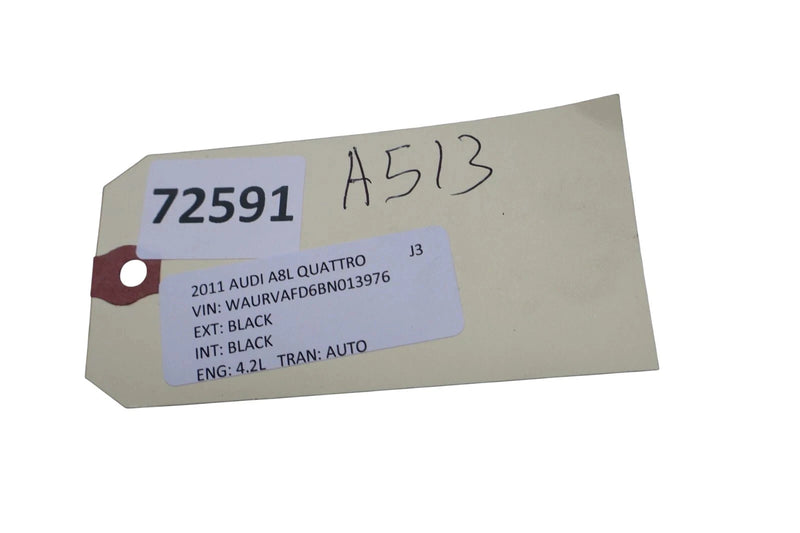 A513
72591
2011 AUDI A8L QUATTRO J3
VIN: WAURVAFD6BN013976
EXT: BLACK
INT: BLACK
ENG: 4.2L TRAN: AUTO